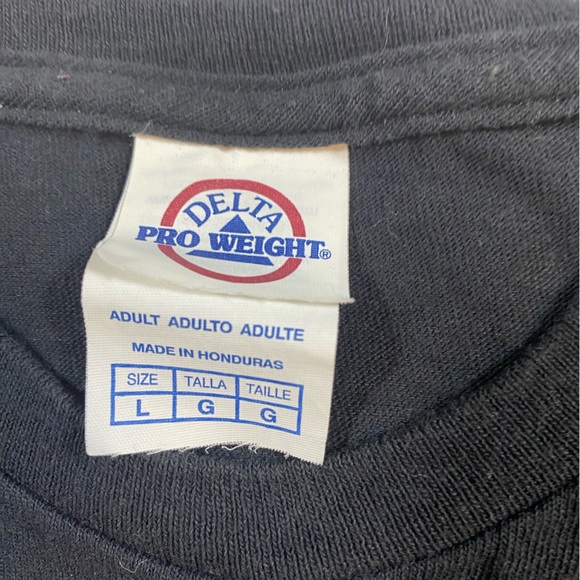 DELTA
PRO WEIGHT®
ADULT ADULTO ADULTE
MADE IN HONDURAS
SIZE TALLA TAILLE
L G G